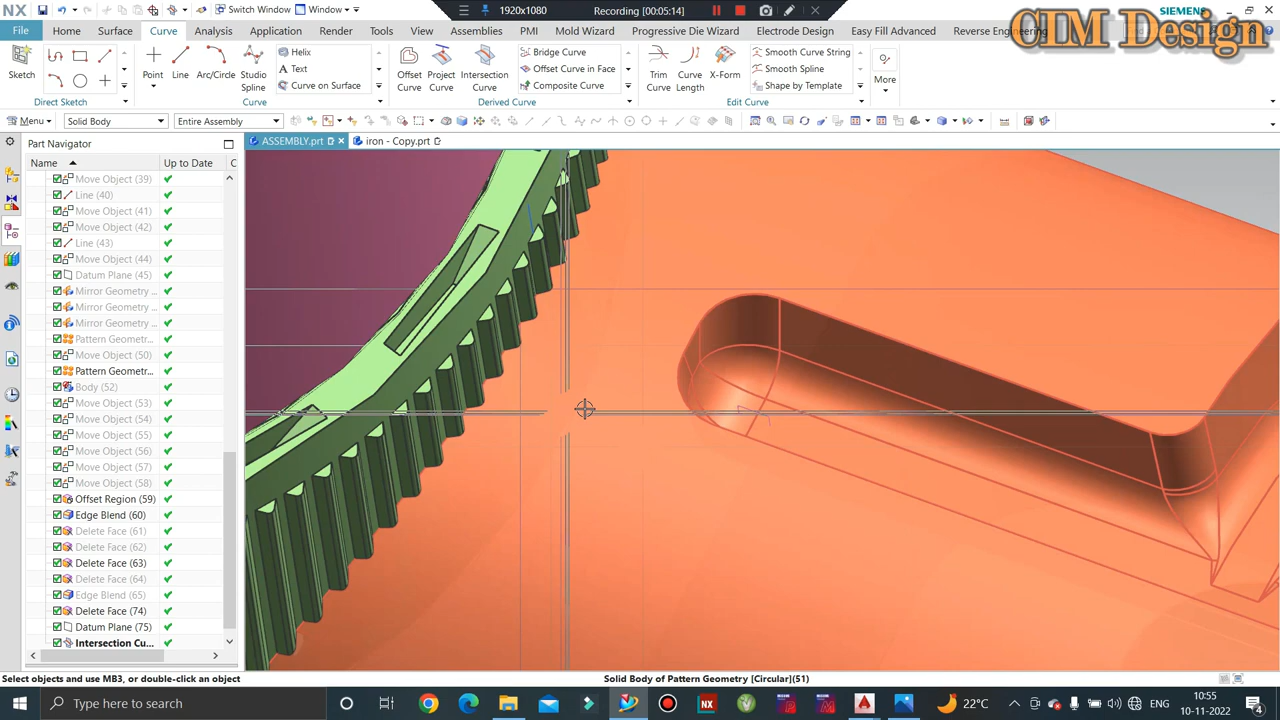 NX
Switch Window
Window
1920x1080
Recording [00:05:14]
SIEMENS
CIM Design
File
Home
Surface
Curve
Analysis
Application
Render
Tools
View
Assemblies
PMI
Mold Wizard
Progressive Die Wizard
Electrode Design
Easy Fill Advanced
Reverse Engineering
Sketch
Direct Sketch
Point
Line
Arc/Circle
Studio
Spline
Helix
Text
Curve on Surface
Curve
Offset
Curve
Project
Curve
Intersection
Curve
Bridge Curve
Offset Curve in Face
Composite Curve
Derived Curve
Trim
Curve
Curve
Length
X-Form
Smooth Curve String
Smooth Spline
Shape by Template
Edit Curve
More
Menu
Solid Body
Entire Assembly
Part Navigator
ASSEMBLY.prt
iron - Copy.prt
Name
Up to Date
C
Move Object (39)
Line (40)
Move Object (41)
Move Object (42)
Line (43)
Move Object (44)
Datum Plane (45)
Mirror Geometry ...
Mirror Geometry ...
Mirror Geometry ...
Pattern Geometr...
Move Object (50)
Pattern Geometr...
Body (52)
Move Object (53)
Move Object (54)
Move Object (55)
Move Object (56)
Move Object (57)
Move Object (58)
Offset Region (59)
Edge Blend (60)
Delete Face (61)
Delete Face (62)
Delete Face (63)
Delete Face (64)
Edge Blend (65)
Delete Face (74)
Datum Plane (75)
Intersection Cu...
Select objects and use MB3, or double-click an object
Solid Body of Pattern Geometry [Circular](51)
Type here to search
NX
22°C
ENG
10:55
10-11-2022
4